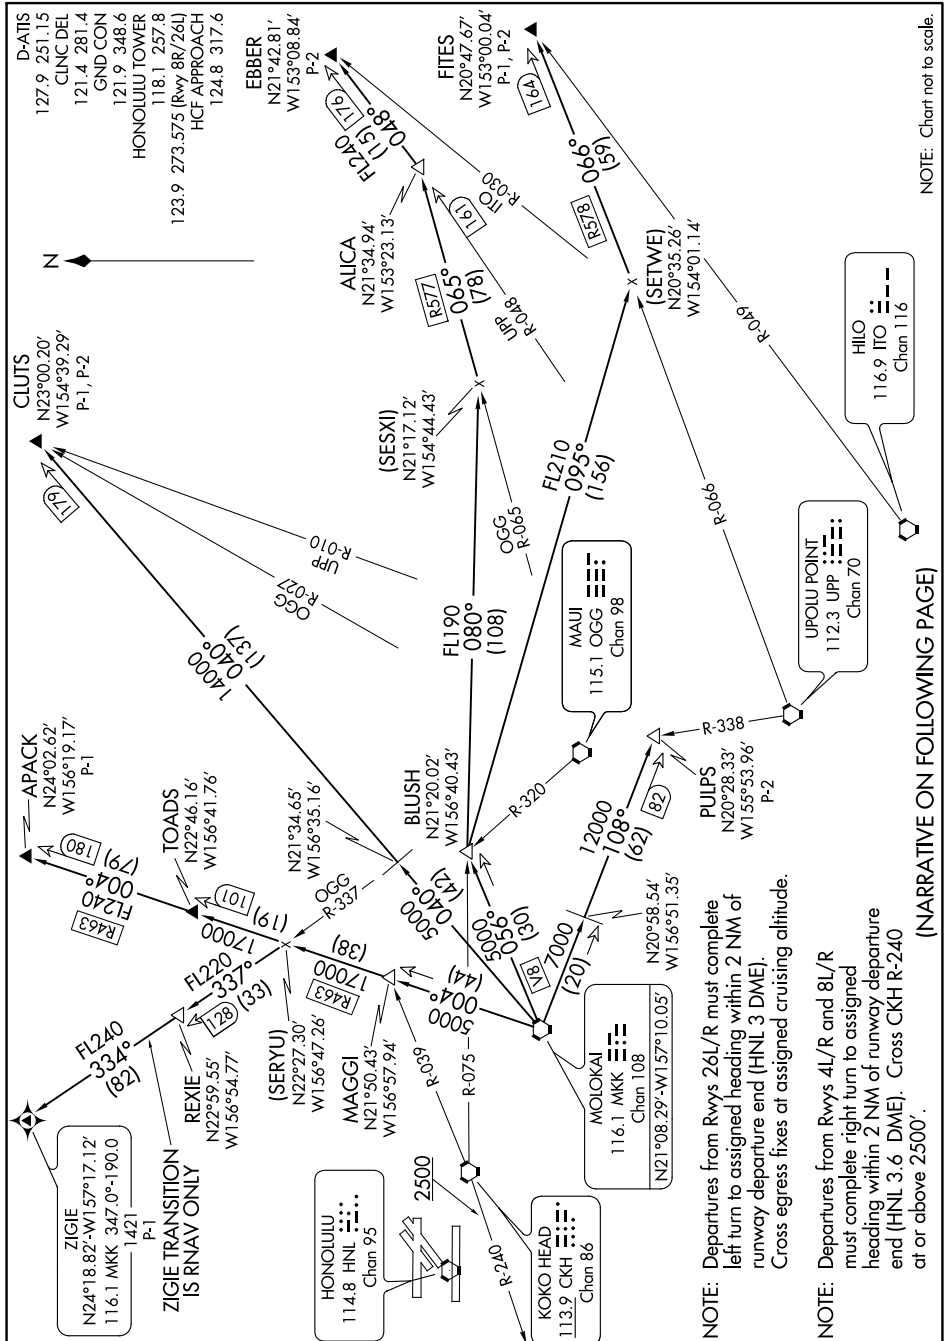 D-ATIS
127.9 251.15
CLNC DEL
121.4 281.4
GND CON
121.9 348.6
HONOLULU TOWER
118.1 257.8
123.9 273.575 (Rwy 8R/26L)
HCF APPROACH
124.8 317.6
N
ZIGIE
N24°18.82'-W157°17.12'
116.1 MKK 347.0°-190.0
1421
P-1
ZIGIE TRANSITION
IS RNAV ONLY
FL240
334°
(82)
REXIE
N22°59.55'
W156°54.77'
128
FL220
337°
(33)
APACK
N24°02.62'
W156°19.17'
P-1
180
R463
FL240
004°
(79)
TOADS
N22°46.16'
W156°41.76'
101
17000
(19)
(SERYU)
N22°27.30'
W156°47.26'
R463
17000
(38)
MAGGI
N21°50.43'
W156°57.94'
5000
004°
(44)
OGG
R-337
N21°34.65'
W156°35.16'
5000
040°
(42)
14000
040°
(137)
CLUTS
N23°00.20'
W154°39.29'
P-1, P-2
179
OGG
R-027
UPP
R-010
EBBER
N21°42.81'
W153°08.84'
P-2
176
FL240
048°
(15)
ALICA
N21°34.94'
W153°23.13'
161
R577
065°
(78)
UPP
R-048
ITO
R-030
(SESXI)
N21°17.12'
W154°44.43'
OGG
R-065
FL190
080°
(108)
BLUSH
N21°20.02'
W156°40.43'
R-320
R-075
R-039
V8
5000
056°
(30)
FITES
N20°47.67'
W153°00.04'
P-1, P-2
164
066°
(59)
R578
(SETWE)
N20°35.26'
W154°01.14'
FL210
095°
(156)
R-066
R-049
MAUI
115.1 OGG
Chan 98
UPOLU POINT
112.3 UPP
Chan 70
HILO
116.9 ITO
Chan 116
R-338
PULPS
N20°28.33'
W155°53.96'
P-2
82
12000
108°
(62)
7000
(20)
N20°58.54'
W156°51.35'
MOLOKAI
116.1 MKK
Chan 108
N21°08.29'-W157°10.05'
HONOLULU
114.8 HNL
Chan 95
2500
KOKO HEAD
113.9 CKH
Chan 86
R-240
NOTE: Departures from Rwys 26L/R must complete
left turn to assigned heading within 2 NM of
runway departure end (HNL 3 DME).
Cross egress fixes at assigned cruising altitude.
NOTE: Departures from Rwys 4L/R and 8L/R
must complete right turn to assigned
heading within 2 NM of runway departure
end (HNL 3.6 DME). Cross CKH R-240
at or above 2500'.
(NARRATIVE ON FOLLOWING PAGE)
NOTE: Chart not to scale.